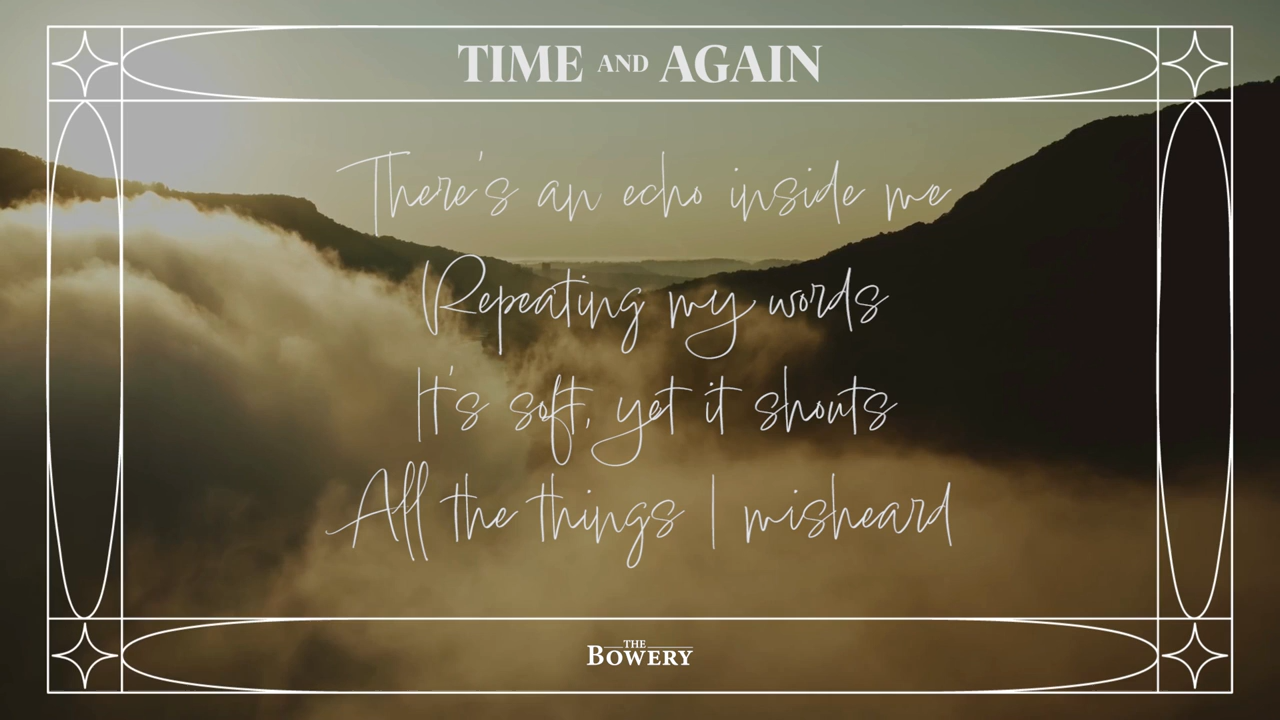 TIME AND AGAIN
There's an echo inside me
Repeating my words
It's soft, yet it shouts
All the things I misheard
THE
BOWERY